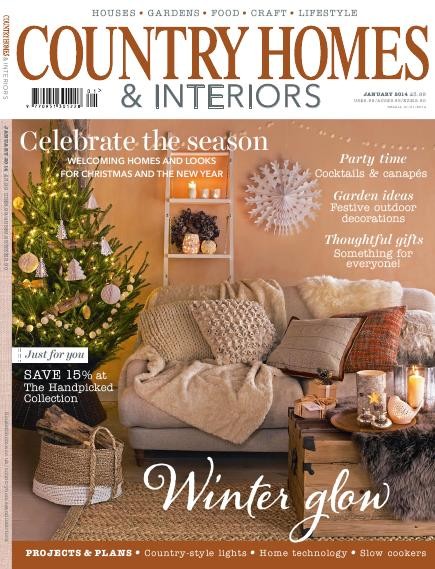 HOUSES • GARDENS • FOOD • CRAFT • LIFESTYLE
COUNTRY HOMES
& INTERIORS
JANUARY 2014
Celebrate the season
WELCOMING HOMES AND LOOKS
FOR CHRISTMAS AND THE NEW YEAR
Party time
Cocktails & canapés
Garden ideas
Festive outdoor
decorations
Thoughtful gifts
Something for
everyone!
Just for you
SAVE 15% at
The Handpicked
Collection
Winter glow
PROJECTS & PLANS • Country-style lights • Home technology • Slow cookers
COUNTRY HOMES & INTERIORS